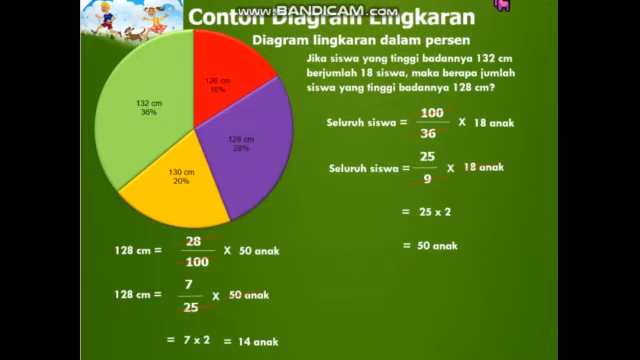 www.BANDICAM.com
Contoh Diagram Lingkaran
Diagram lingkaran dalam persen
Jika siswa yang tinggi badannya 132 cm
berjumlah 18 siswa, maka berapa jumlah
siswa yang tinggi badannya 128 cm?
126 cm
16%
132 cm
36%
128 cm
28%
130 cm
20%
Seluruh siswa = 100/36 X 18 anak
Seluruh siswa = 25/9 X 18 anak
= 25 x 2
= 50 anak
128 cm = 28/100 X 50 anak
128 cm = 7/25 X 50 anak
= 7 x 2 = 14 anak